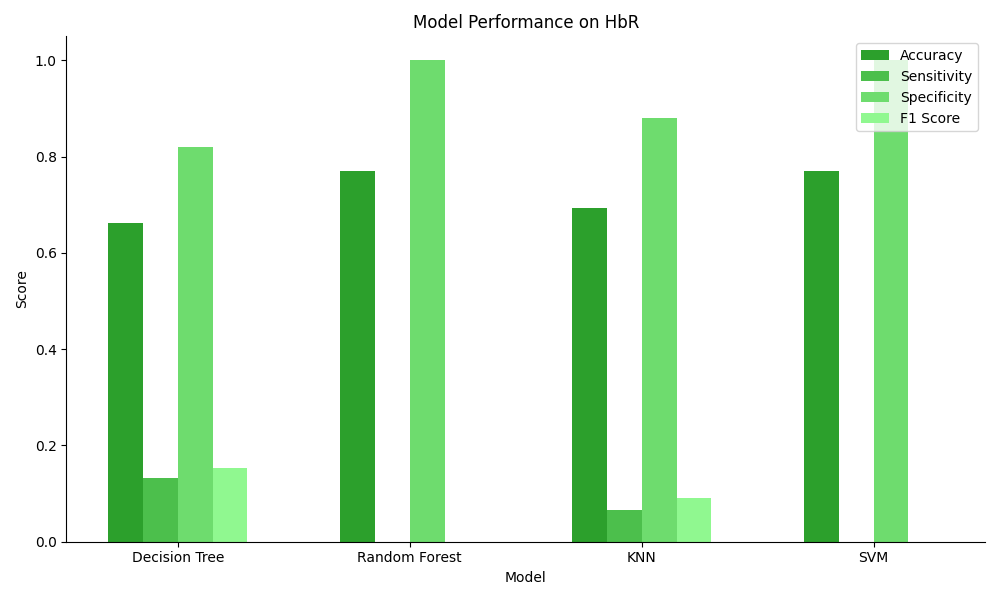 Model Performance on HbR
Accuracy
Sensitivity
Specificity
F1 Score
1.0
0.8
0.6
0.4
0.2
0.0
Score
Decision Tree
Random Forest
KNN
SVM
Model